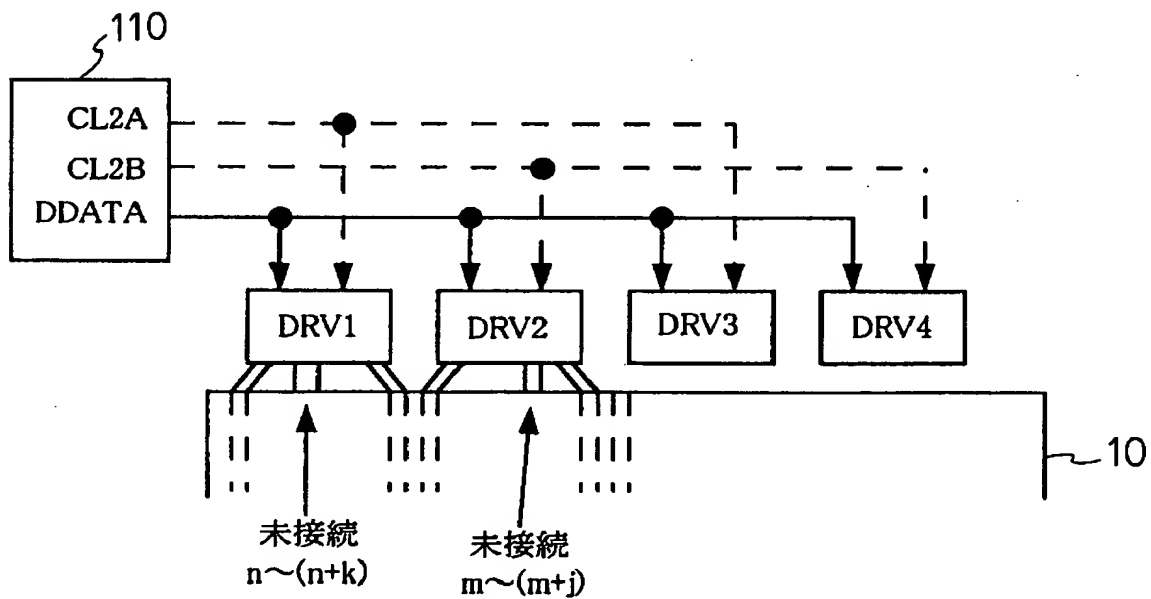 110
CL2A
CL2B
DDATA
DRV1
DRV2
DRV3
DRV4
10
未接続
n～(n+k)
未接続
m～(m+j)